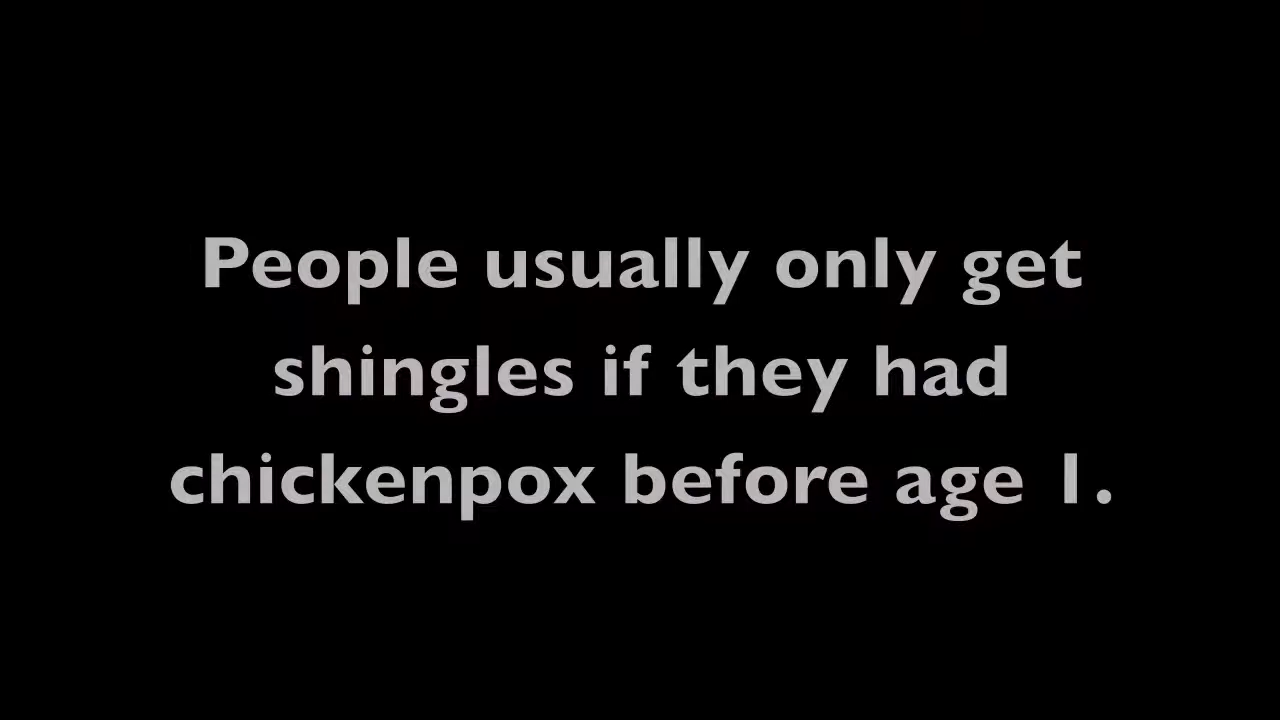 People usually only get
shingles if they had
chickenpox before age 1.